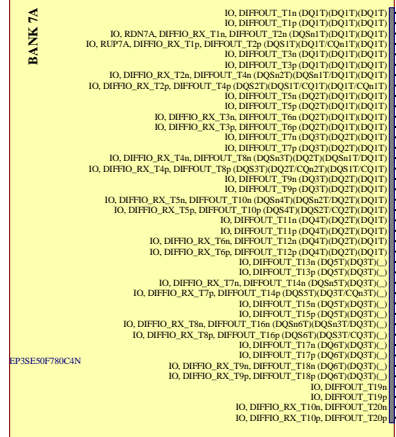 BANK 7A
IO, DIFFOUT_T1n (DQ1T)(DQ1T)(DQ1T)
IO, DIFFOUT_T1p (DQ1T)(DQ1T)(DQ1T)
IO, RDN7A, DIFFIO_RX_T1n, DIFFOUT_T2n (DQSn1T)(DQ1T)(DQ1T)
IO, RUP7A, DIFFIO_RX_T1p, DIFFOUT_T2p (DQS1T)(DQ1T/CQn1T)(DQ1T)
IO, DIFFOUT_T3n (DQ1T)(DQ1T)(DQ1T)
IO, DIFFOUT_T3p (DQ1T)(DQ1T)(DQ1T)
IO, DIFFIO_RX_T2n, DIFFOUT_T4n (DQSn2T)(DQSn1T/DQ1T)(DQ1T)
IO, DIFFIO_RX_T2p, DIFFOUT_T4p (DQS2T)(DQS1T/CQ1T)(DQ1T/CQn1T)
IO, DIFFOUT_T5n (DQ2T)(DQ1T)(DQ1T)
IO, DIFFOUT_T5p (DQ2T)(DQ1T)(DQ1T)
IO, DIFFIO_RX_T3n, DIFFOUT_T6n (DQ2T)(DQ1T)(DQ1T)
IO, DIFFIO_RX_T3p, DIFFOUT_T6p (DQ2T)(DQ1T)(DQ1T)
IO, DIFFOUT_T7n (DQ3T)(DQ2T)(DQ1T)
IO, DIFFOUT_T7p (DQ3T)(DQ2T)(DQ1T)
IO, DIFFIO_RX_T4n, DIFFOUT_T8n (DQSn3T)(DQ2T)(DQSn1T/DQ1T)
IO, DIFFIO_RX_T4p, DIFFOUT_T8p (DQS3T)(DQ2T/CQn2T)(DQS1T/CQ1T)
IO, DIFFOUT_T9n (DQ3T)(DQ2T)(DQ1T)
IO, DIFFOUT_T9p (DQ3T)(DQ2T)(DQ1T)
IO, DIFFIO_RX_T5n, DIFFOUT_T10n (DQSn4T)(DQSn2T/DQ2T)(DQ1T)
IO, DIFFIO_RX_T5p, DIFFOUT_T10p (DQS4T)(DQS2T/CQ2T)(DQ1T)
IO, DIFFOUT_T11n (DQ4T)(DQ2T)(DQ1T)
IO, DIFFOUT_T11p (DQ4T)(DQ2T)(DQ1T)
IO, DIFFIO_RX_T6n, DIFFOUT_T12n (DQ4T)(DQ2T)(DQ1T)
IO, DIFFIO_RX_T6p, DIFFOUT_T12p (DQ4T)(DQ2T)(DQ1T)
IO, DIFFOUT_T13n (DQ5T)(DQ3T)(_)
IO, DIFFOUT_T13p (DQ5T)(DQ3T)(_)
IO, DIFFIO_RX_T7n, DIFFOUT_T14n (DQSn5T)(DQ3T)(_)
IO, DIFFIO_RX_T7p, DIFFOUT_T14p (DQS5T)(DQ3T/CQn3T)(_)
IO, DIFFOUT_T15n (DQ5T)(DQ3T)(_)
IO, DIFFOUT_T15p (DQ5T)(DQ3T)(_)
IO, DIFFIO_RX_T8n, DIFFOUT_T16n (DQSn6T)(DQSn3T/DQ3T)(_)
IO, DIFFIO_RX_T8p, DIFFOUT_T16p (DQS6T)(DQS3T/CQ3T)(_)
IO, DIFFOUT_T17n (DQ6T)(DQ3T)(_)
IO, DIFFOUT_T17p (DQ6T)(DQ3T)(_)
EP3SE50F780C4N
IO, DIFFIO_RX_T9n, DIFFOUT_T18n (DQ6T)(DQ3T)(_)
IO, DIFFIO_RX_T9p, DIFFOUT_T18p (DQ6T)(DQ3T)(_)
IO, DIFFOUT_T19n
IO, DIFFOUT_T19p
IO, DIFFIO_RX_T10n, DIFFOUT_T20n
IO, DIFFIO_RX_T10p, DIFFOUT_T20p